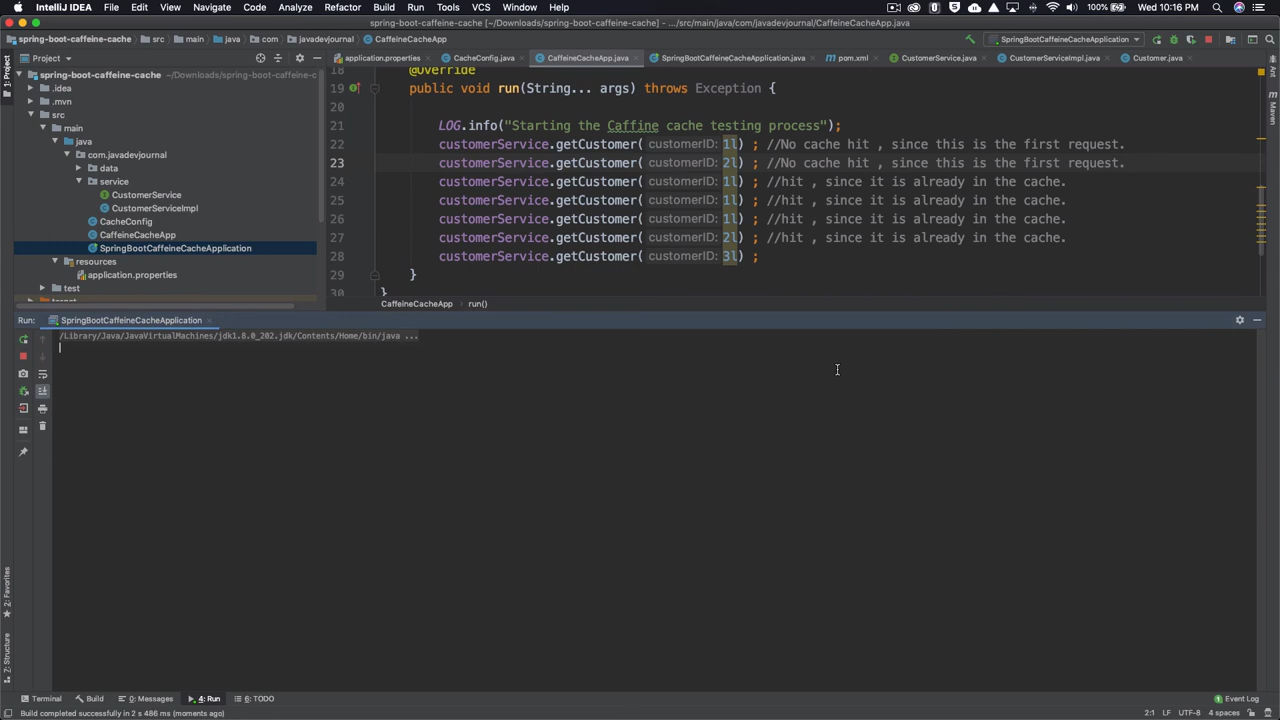 IntelliJ IDEA File Edit View Navigate Code Analyze Refactor Build Run Tools VCS Window Help 100% Wed 10:16 PM
spring-boot-caffeine-cache [~/Downloads/spring-boot-caffeine-cache] - .../src/main/java/com/javadevjournal/CaffeineCacheApp.java
spring-boot-caffeine-cache src main java com javadevjournal CaffeineCacheApp SpringBootCaffeineCacheApplication
Project application.properties CacheConfig.java CaffeineCacheApp.java SpringBootCaffeineCacheApplication.java pom.xml CustomerService.java CustomerServiceImpl.java Customer.java
1: Project
Ant
Maven
spring-boot-caffeine-cache ~/Downloads/spring-boot-caffeine-c
.idea
.mvn
src
main
java
com.javadevjournal
data
service
CustomerService
CustomerServiceImpl
CacheConfig
CaffeineCacheApp
SpringBootCaffeineCacheApplication
resources
application.properties
test
target
18 @Override
19 public void run(String... args) throws Exception {
20
21 LOG.info("Starting the Caffine cache testing process");
22 customerService.getCustomer( customerID: 1l) ; //No cache hit , since this is the first request.
23 customerService.getCustomer( customerID: 2l) ; //No cache hit , since this is the first request.
24 customerService.getCustomer( customerID: 1l) ; //hit , since it is already in the cache.
25 customerService.getCustomer( customerID: 1l) ; //hit , since it is already in the cache.
26 customerService.getCustomer( customerID: 1l) ; //hit , since it is already in the cache.
27 customerService.getCustomer( customerID: 2l) ; //hit , since it is already in the cache.
28 customerService.getCustomer( customerID: 3l) ;
29 }
30 }
CaffeineCacheApp run()
Run: SpringBootCaffeineCacheApplication
/Library/Java/JavaVirtualMachines/jdk1.8.0_202.jdk/Contents/Home/bin/java ...
2: Favorites
7: Structure
Terminal Build 0: Messages 4: Run 6: TODO Event Log
Build completed successfully in 2 s 486 ms (moments ago) 2:1 LF UTF-8 4 spaces